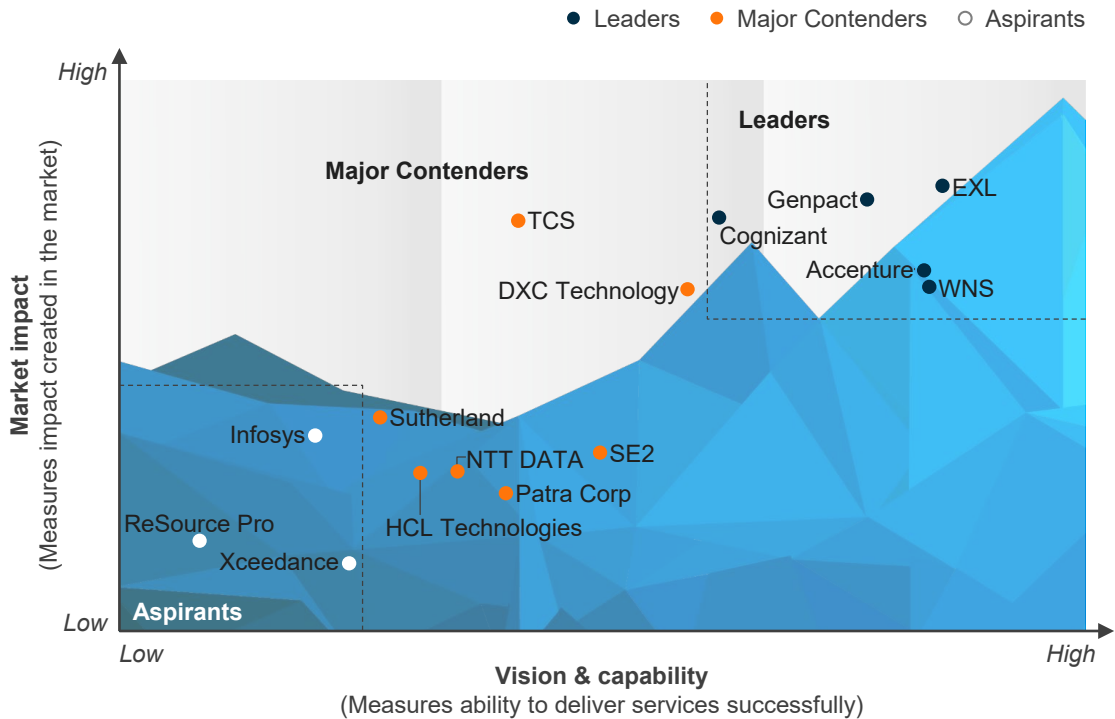 Leaders
Major Contenders
Aspirants
High
Market impact
(Measures impact created in the market)
Leaders
Major Contenders
EXL
Genpact
TCS
Cognizant
Accenture
WNS
DXC Technology
Sutherland
Infosys
NTT DATA
SE2
Patra Corp
HCL Technologies
ReSource Pro
Xceedance
Aspirants
Low
Low
High
Vision & capability
(Measures ability to deliver services successfully)